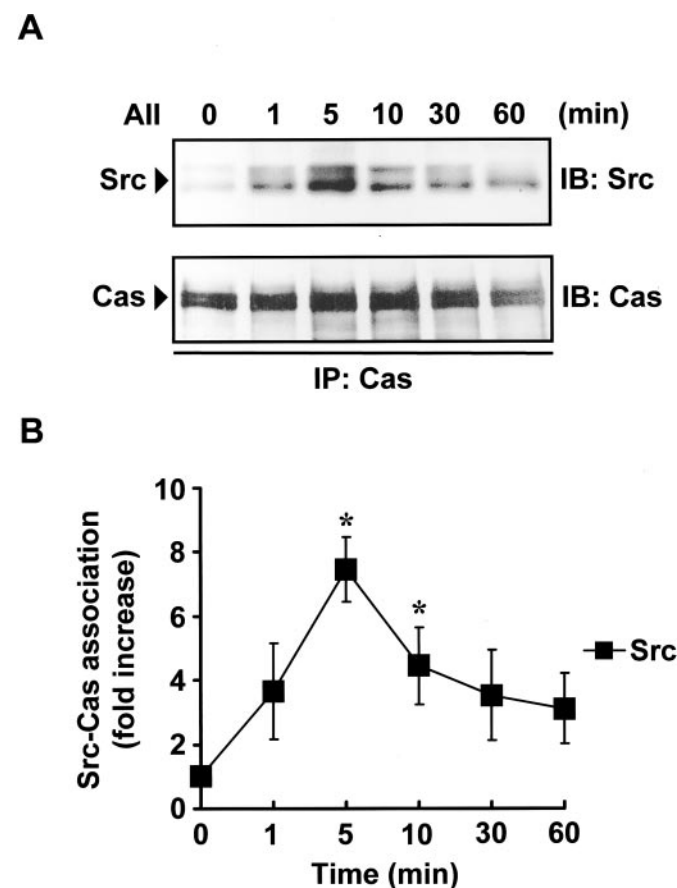 A
AII 0 1 5 10 30 60 (min)
Src IB: Src
Cas IB: Cas
IP: Cas
B
Src-Cas association
(fold increase)
10
8
6
4
2
0
* *
Src
0 1 5 10 30 60
Time (min)